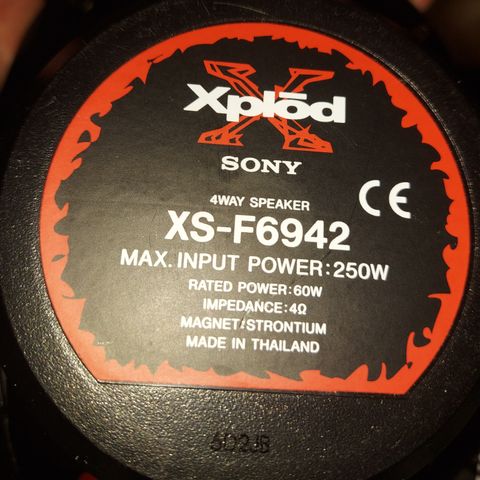 X
Xplōd
SONY
4WAY SPEAKER
CE
XS-F6942
MAX. INPUT POWER:250W
RATED POWER:60W
IMPEDANCE:4Ω
MAGNET:STRONTIUM
MADE IN THAILAND
6D2JB